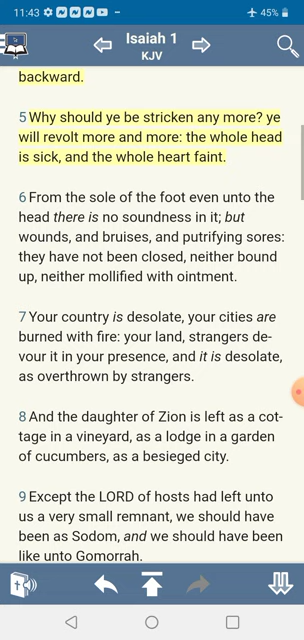 11:43
45%
Isaiah 1
KJV
backward.
5 Why should ye be stricken any more? ye
will revolt more and more: the whole head
is sick, and the whole heart faint.
6 From the sole of the foot even unto the
head there is no soundness in it; but
wounds, and bruises, and putrifying sores:
they have not been closed, neither bound
up, neither mollified with ointment.
7 Your country is desolate, your cities are
burned with fire: your land, strangers de-
vour it in your presence, and it is desolate,
as overthrown by strangers.
8 And the daughter of Zion is left as a cot-
tage in a vineyard, as a lodge in a garden
of cucumbers, as a besieged city.
9 Except the LORD of hosts had left unto
us a very small remnant, we should have
been as Sodom, and we should have been
like unto Gomorrah.